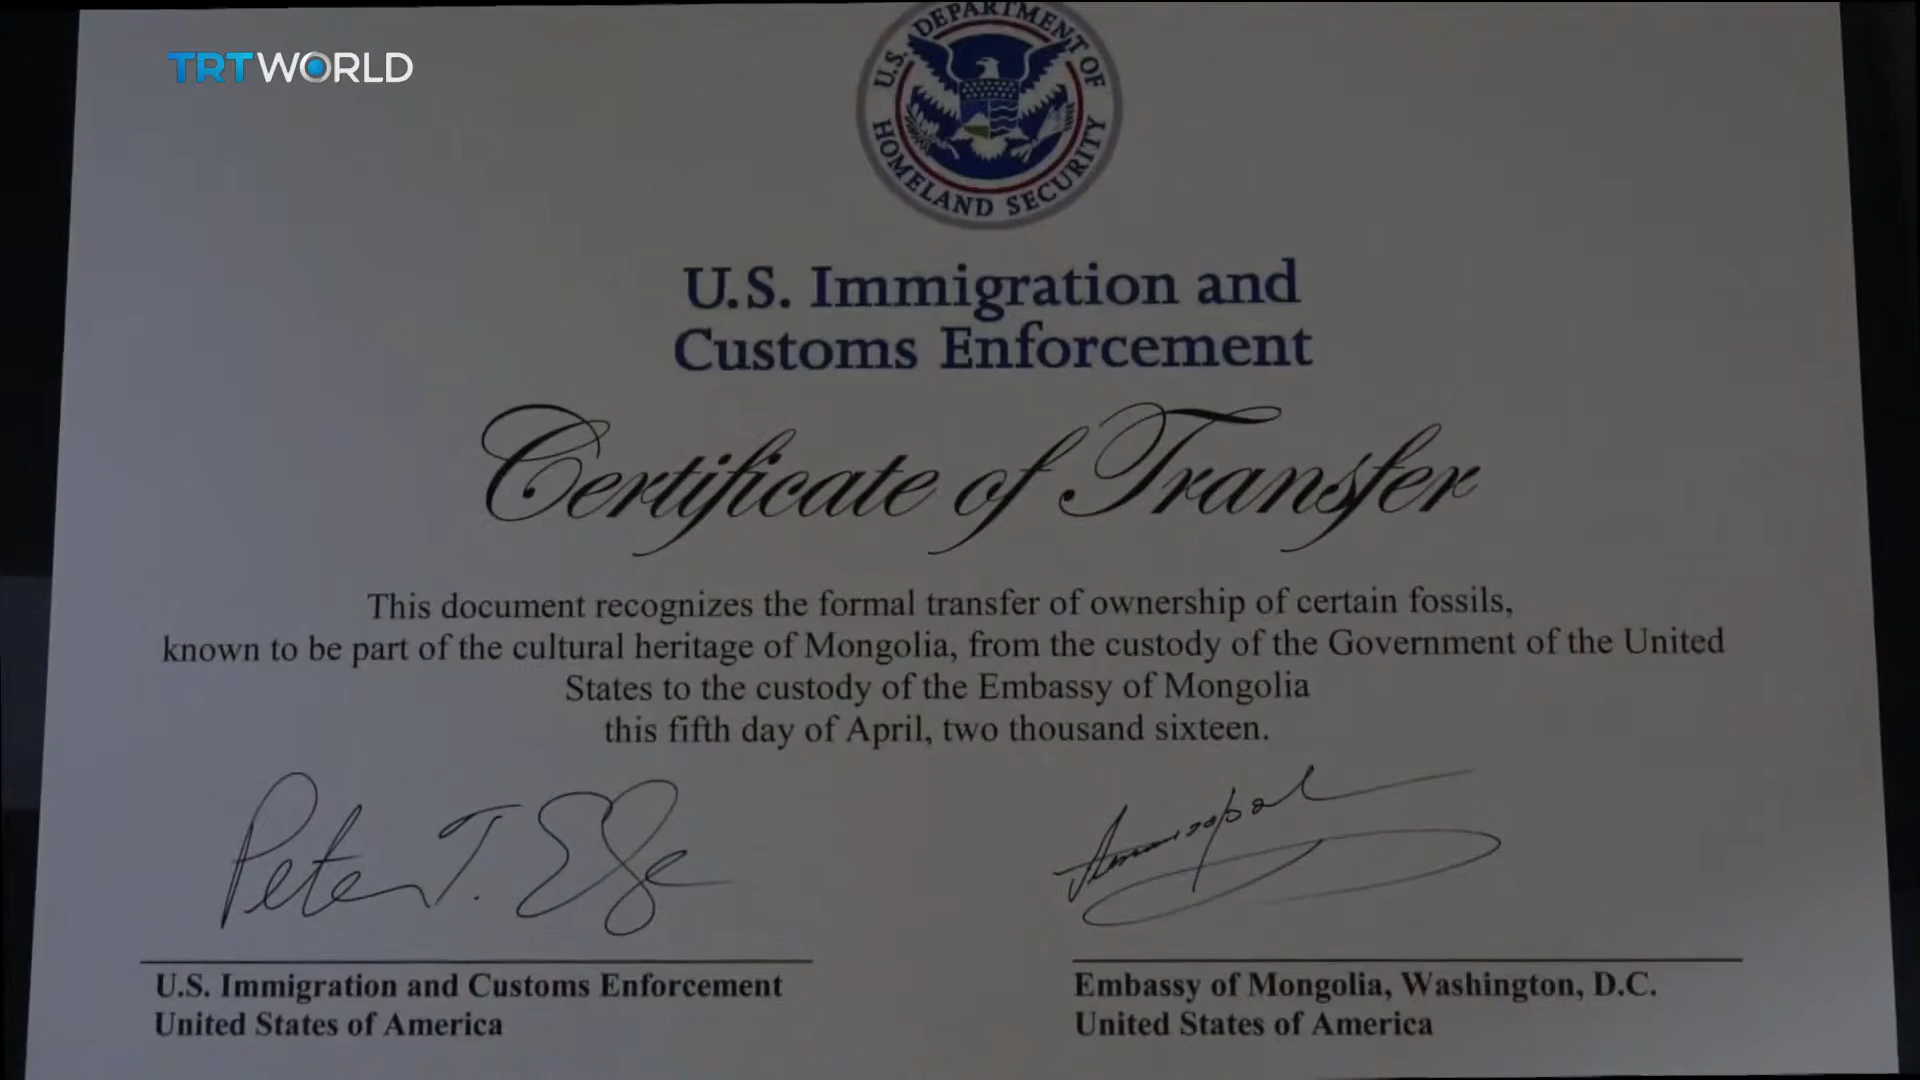 TRT WORLD
U.S. DEPARTMENT OF
HOMELAND SECURITY
U.S. Immigration and
Customs Enforcement
Certificate of Transfer
This document recognizes the formal transfer of ownership of certain fossils,
known to be part of the cultural heritage of Mongolia, from the custody of the Government of the United
States to the custody of the Embassy of Mongolia
this fifth day of April, two thousand sixteen.
Peter T.
U.S. Immigration and Customs Enforcement
United States of America
Embassy of Mongolia, Washington, D.C.
United States of America